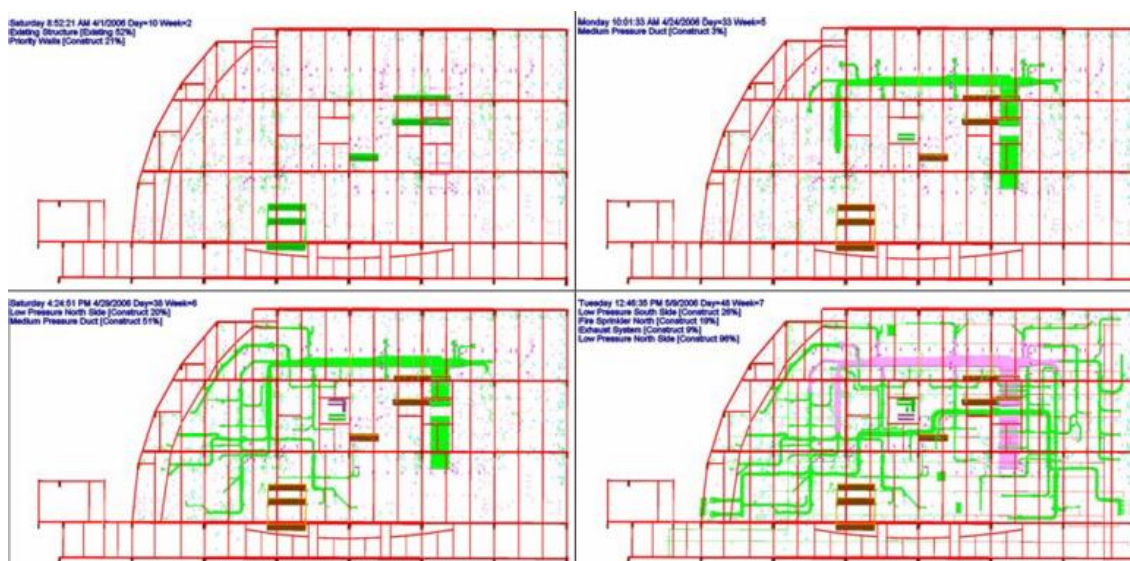 Saturday 8:52:21 AM 4/1/2006 Day=10 Week=2
Existing Structure [Existing 52%]
Priority Walls [Construct 21%]
Monday 10:01:33 AM 4/24/2006 Day=33 Week=5
Medium Pressure Duct [Construct 3%]
Saturday 4:24:51 PM 4/29/2006 Day=38 Week=6
Low Pressure North Side [Construct 20%]
Medium Pressure Duct [Construct 51%]
Tuesday 12:46:35 PM 5/9/2006 Day=48 Week=7
Low Pressure South Side [Construct 26%]
Fire Sprinkler North [Construct 19%]
Exhaust System [Construct 9%]
Low Pressure North Side [Construct 96%]